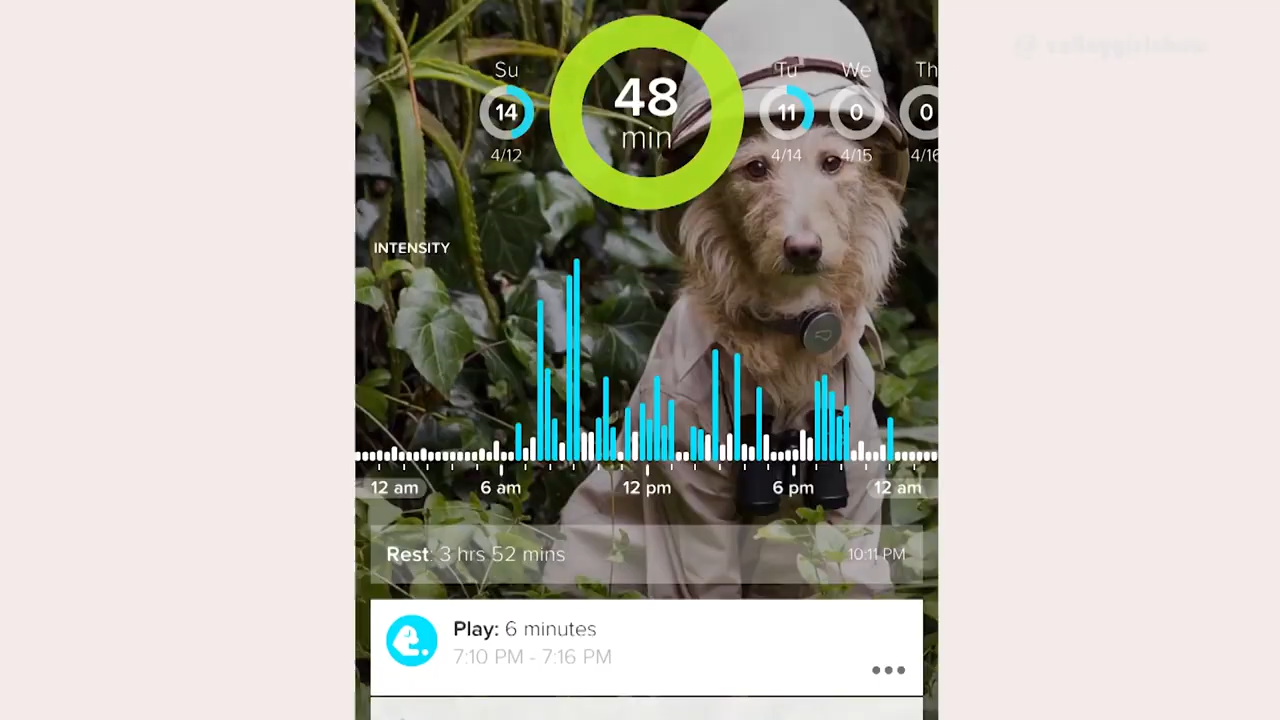 Su
14
4/12
48
min
Tu
11
4/14
We
0
4/15
Th
0
4/16
INTENSITY
12 am
6 am
12 pm
6 pm
12 am
Rest: 3 hrs 52 mins
10:11 PM
Play: 6 minutes
7:10 PM - 7:16 PM